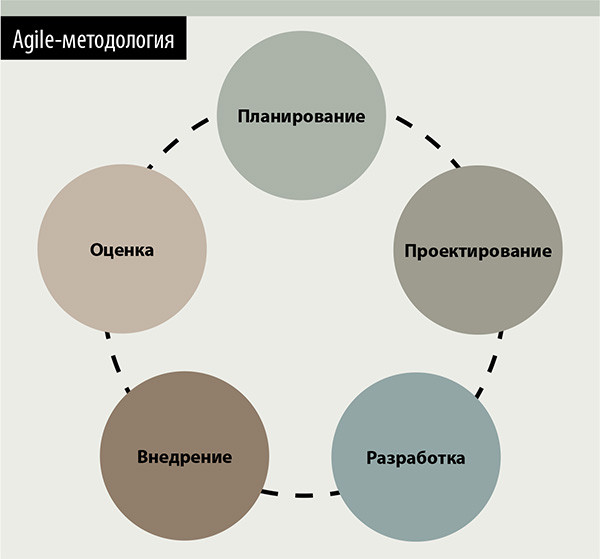 Agile-методология
Планирование
Проектирование
Разработка
Внедрение
Оценка